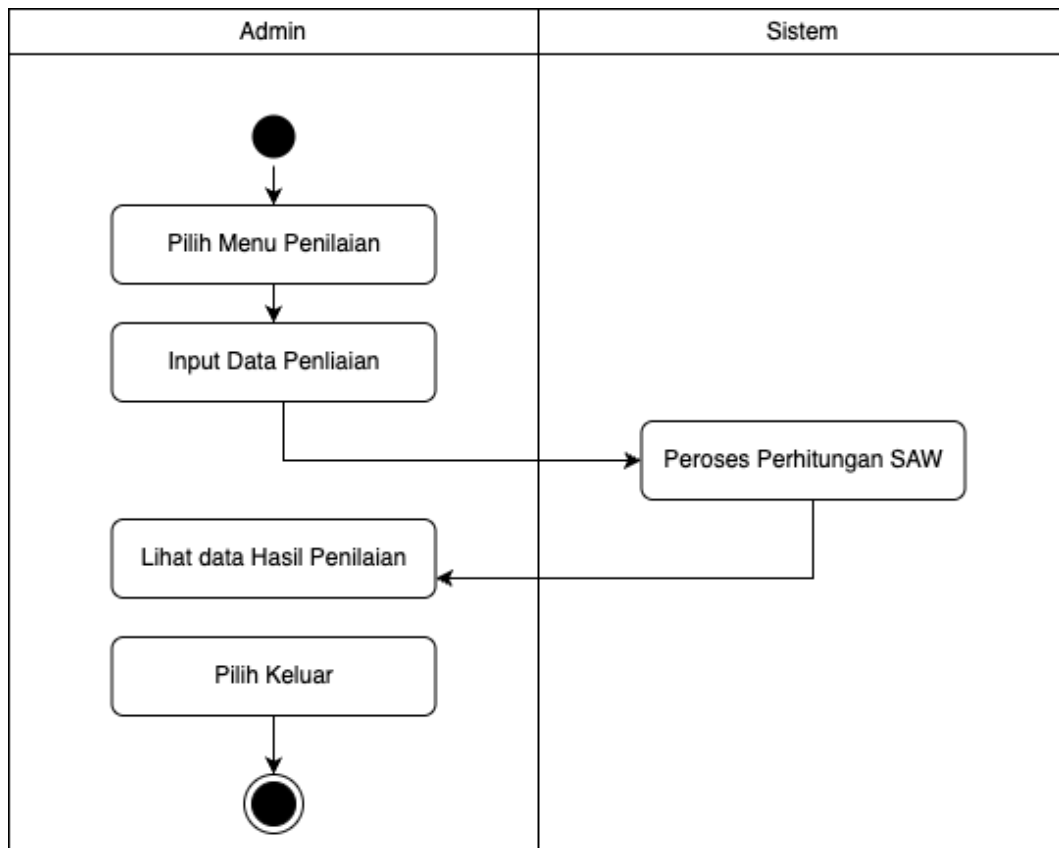 Admin
Sistem
Pilih Menu Penilaian
Input Data Penliaian
Peroses Perhitungan SAW
Lihat data Hasil Penilaian
Pilih Keluar